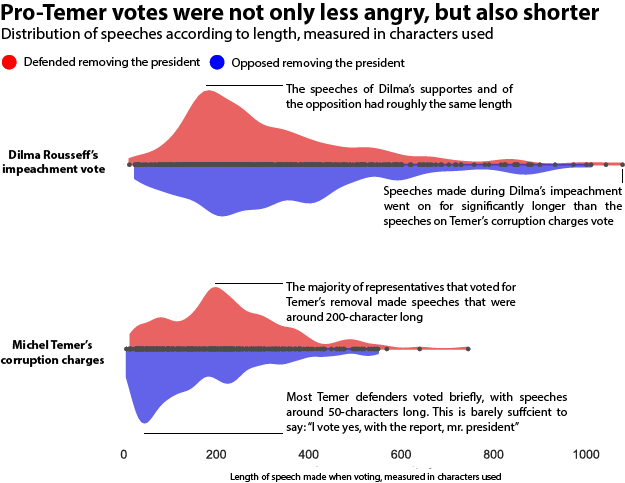 Pro-Temer votes were not only less angry, but also shorter
Distribution of speeches according to length, measured in characters used
Defended removing the president Opposed removing the president
The speeches of Dilma's supportes and of
the opposition had roughly the same length
Dilma Rousseff's
impeachment vote
Speeches made during Dilma's impeachment
went on for significantly longer than the
speeches on Temer's corruption charges vote
The majority of representatives that voted for
Temer's removal made speeches that were
around 200-character long
Michel Temer's
corruption charges
Most Temer defenders voted briefly, with speeches
around 50-characters long. This is barely suffcient to
say: "I vote yes, with the report, mr. president"
0 200 400 600 800 1000
Length of speech made when voting, measured in characters used